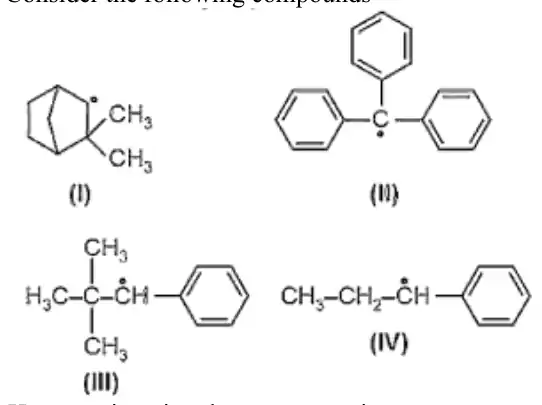 Consider the following compounds
CH₃
CH₃
(I)
C
(II)
CH₃
H₃C–C–CH
CH₃
(III)
CH₃–CH₂–CH
(IV)